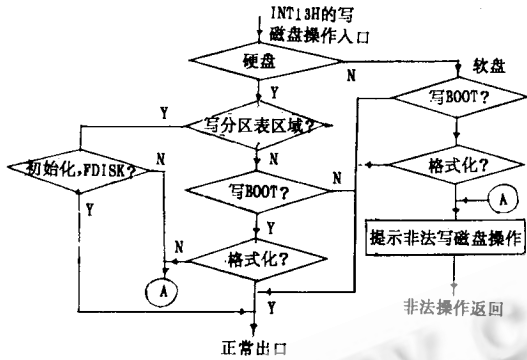 INT13H的写
磁盘操作入口
硬盘
N
软盘
Y
写BOOT?
Y
写分区表区域?
初始化,FDISK?
N
N
N
格式化?
写BOOT?
Y
Y
A
N
格式化?
提示非法写磁盘操作
A
Y
非法操作返回
正常出口